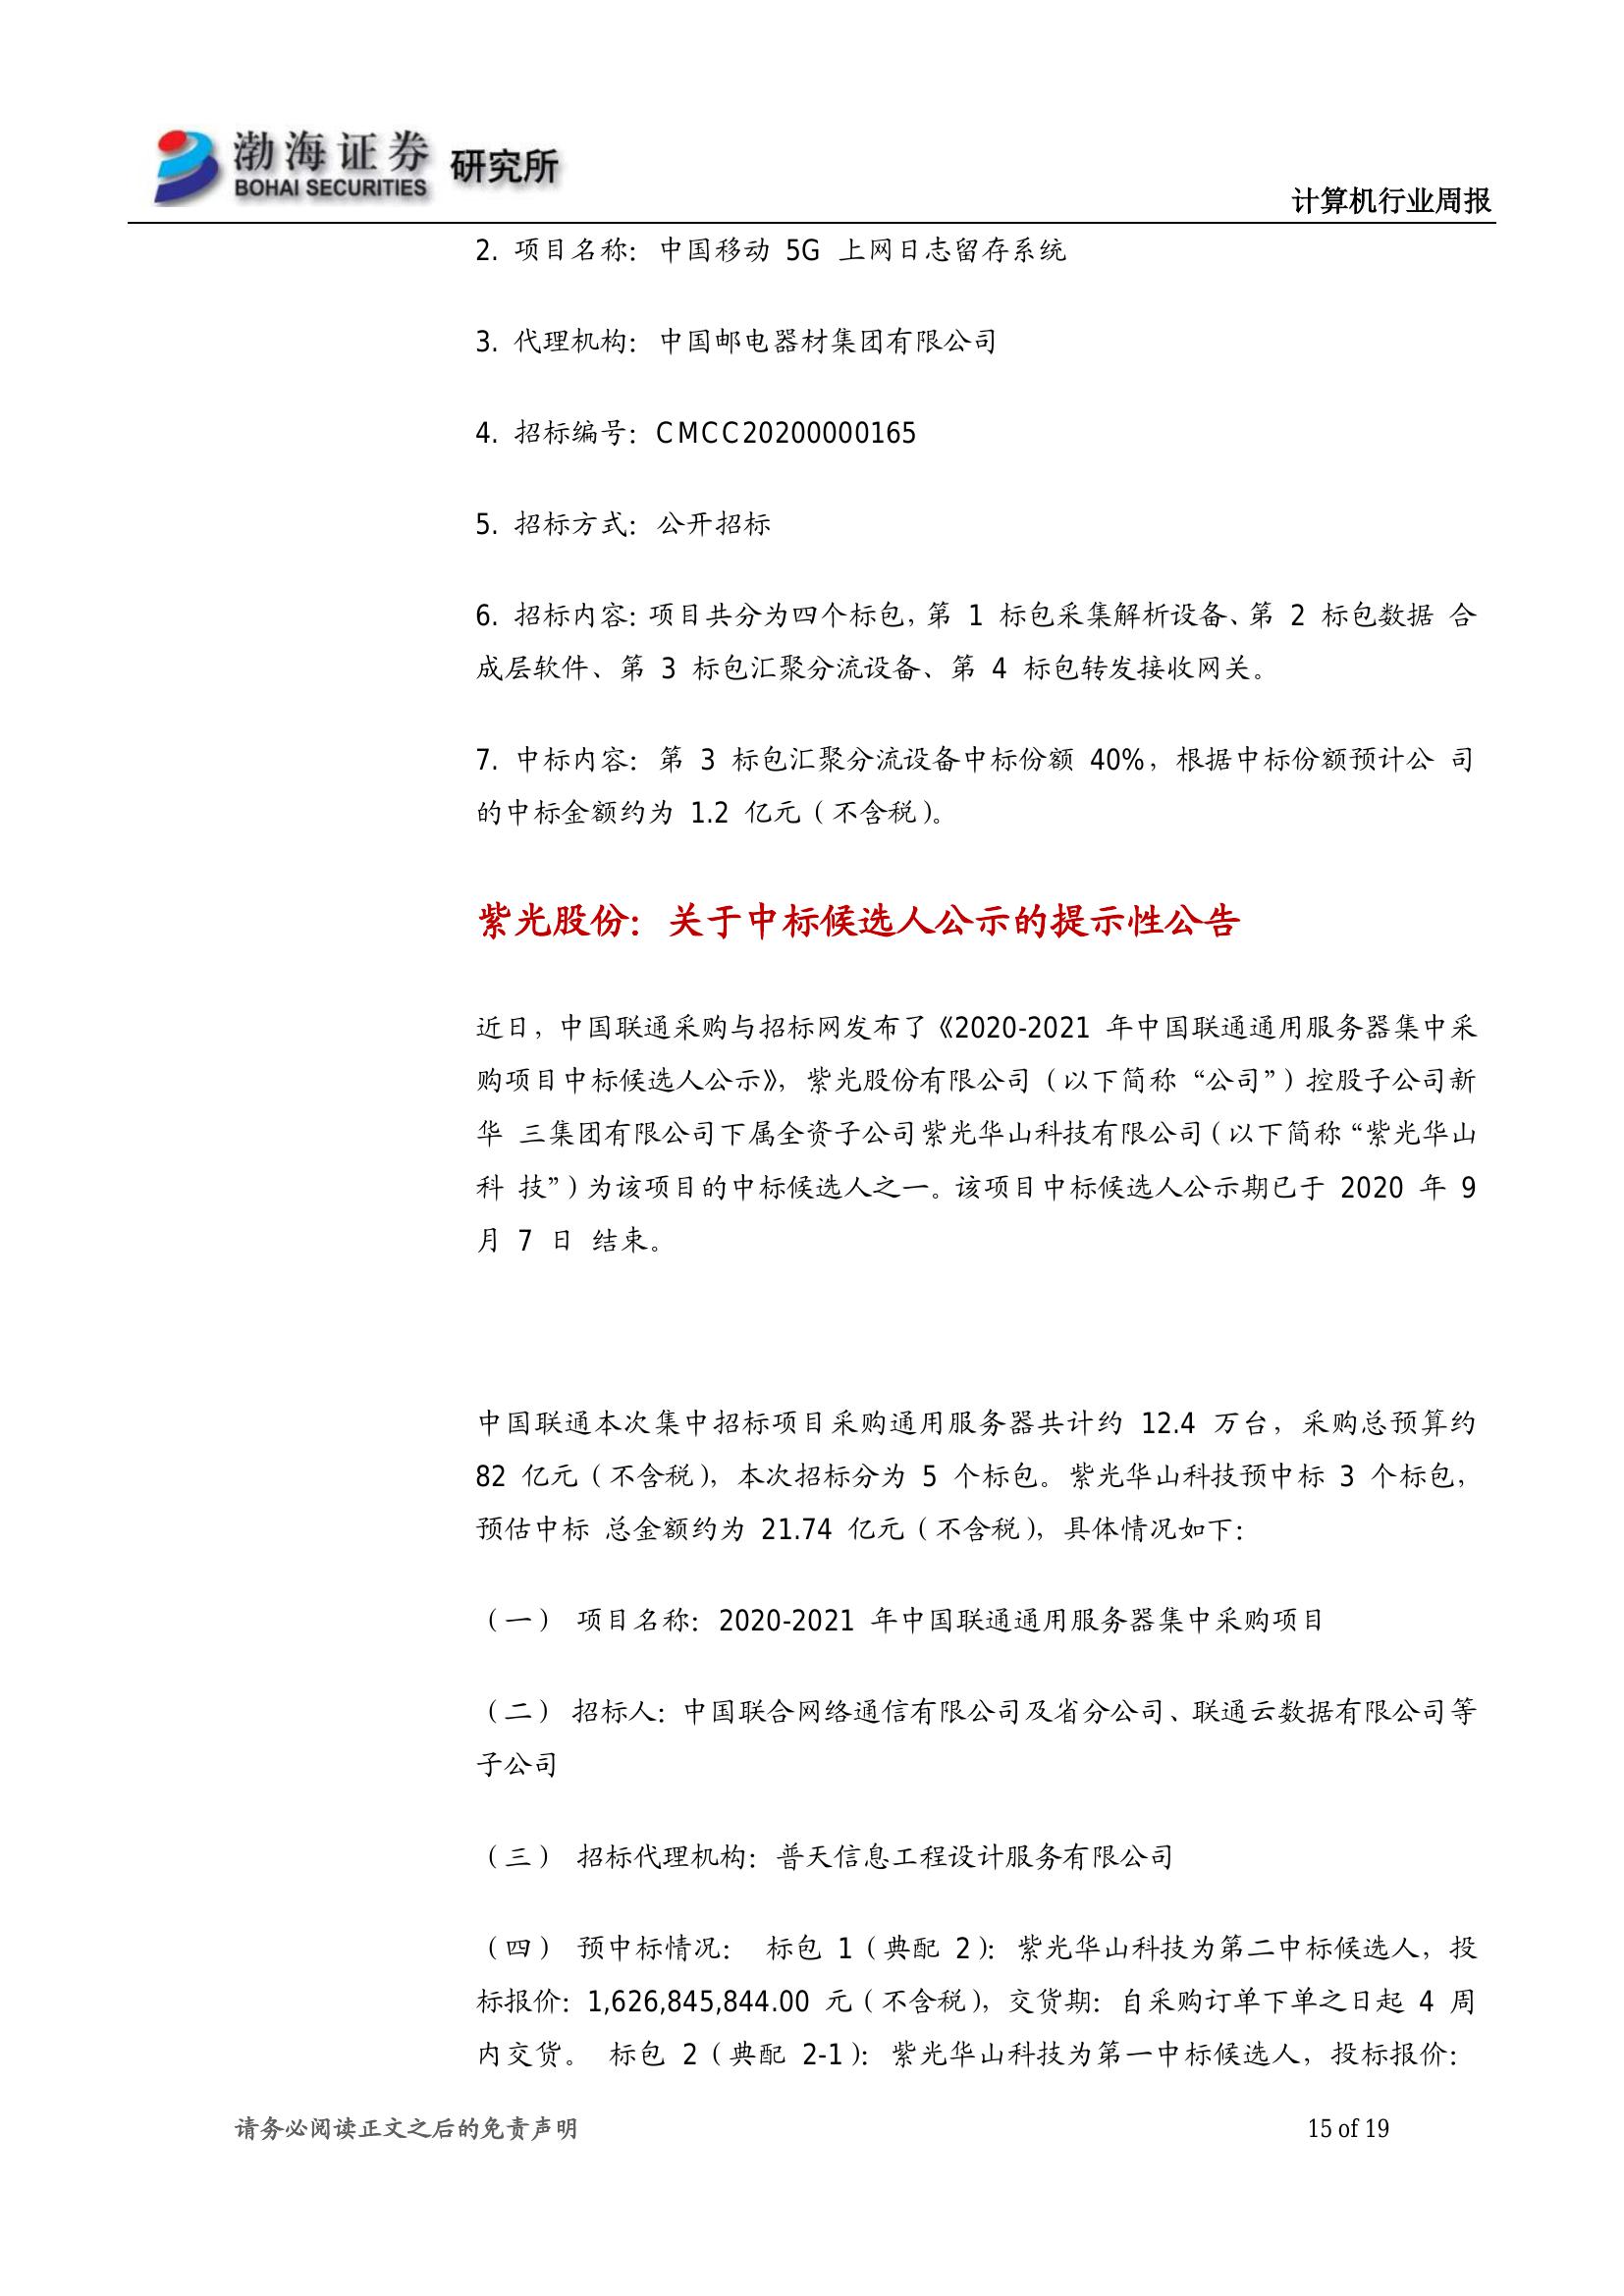 渤海证券 研究所
BOHAI SECURITIES
计算机行业周报
2. 项目名称：中国移动 5G 上网日志留存系统
3. 代理机构：中国邮电器材集团有限公司
4. 招标编号：CMCC20200000165
5. 招标方式：公开招标
6. 招标内容：项目共分为四个标包，第 1 标包采集解析设备、第 2 标包数据 合
成层软件、第 3 标包汇聚分流设备、第 4 标包转发接收网关。
7. 中标内容：第 3 标包汇聚分流设备中标份额 40%，根据中标份额预计公 司
的中标金额约为 1.2 亿元（不含税）。
紫光股份：关于中标候选人公示的提示性公告
近日，中国联通采购与招标网发布了《2020-2021 年中国联通通用服务器集中采
购项目中标候选人公示》，紫光股份有限公司（以下简称“公司”）控股子公司新
华 三集团有限公司下属全资子公司紫光华山科技有限公司（以下简称“紫光华山
科 技”）为该项目的中标候选人之一。该项目中标候选人公示期已于 2020 年 9
月 7 日 结束。
中国联通本次集中招标项目采购通用服务器共计约 12.4 万台，采购总预算约
82 亿元（不含税），本次招标分为 5 个标包。紫光华山科技预中标 3 个标包，
预估中标 总金额约为 21.74 亿元（不含税），具体情况如下：
（一） 项目名称：2020-2021 年中国联通通用服务器集中采购项目
（二） 招标人：中国联合网络通信有限公司及省分公司、联通云数据有限公司等
子公司
（三） 招标代理机构：普天信息工程设计服务有限公司
（四） 预中标情况： 标包 1（典配 2）：紫光华山科技为第二中标候选人，投
标报价：1,626,845,844.00 元（不含税），交货期：自采购订单下单之日起 4 周
内交货。 标包 2（典配 2-1）：紫光华山科技为第一中标候选人，投标报价：
请务必阅读正文之后的免责声明
15 of 19